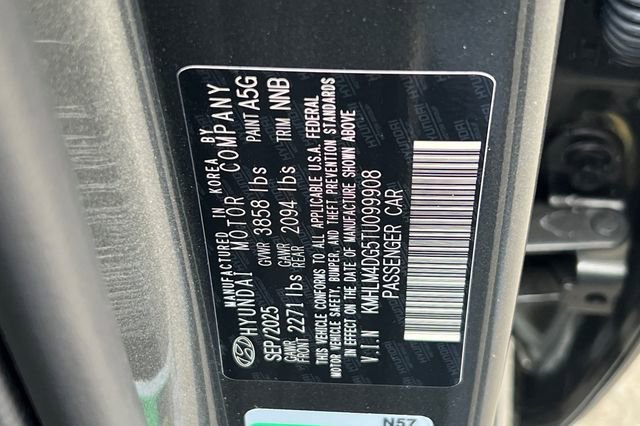 MANUFACTURED IN KOREA BY
HYUNDAI MOTOR COMPANY
SEP/2025 GVWR 3858 lbs PAINT A5G
GAWR FRONT 2271 lbs GAWR REAR 2094 lbs TRIM NNB
THIS VEHICLE CONFORMS TO ALL APPLICABLE U.S.A. FEDERAL
MOTOR VEHICLE SAFETY, BUMPER, AND THEFT PREVENTION STANDARDS
IN EFFECT ON THE DATE OF MANUFACTURE SHOWN ABOVE
V.I.N KMHLM4DG5TU099908
PASSENGER CAR
N57